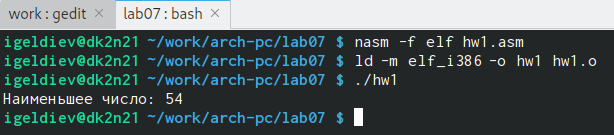 work : gedit lab07 : bash
igeldiev@dk2n21 ~/work/arch-pc/lab07 $ nasm -f elf hw1.asm
igeldiev@dk2n21 ~/work/arch-pc/lab07 $ ld -m elf_i386 -o hw1 hw1.o
igeldiev@dk2n21 ~/work/arch-pc/lab07 $ ./hw1
Наименьшее число: 54
igeldiev@dk2n21 ~/work/arch-pc/lab07 $